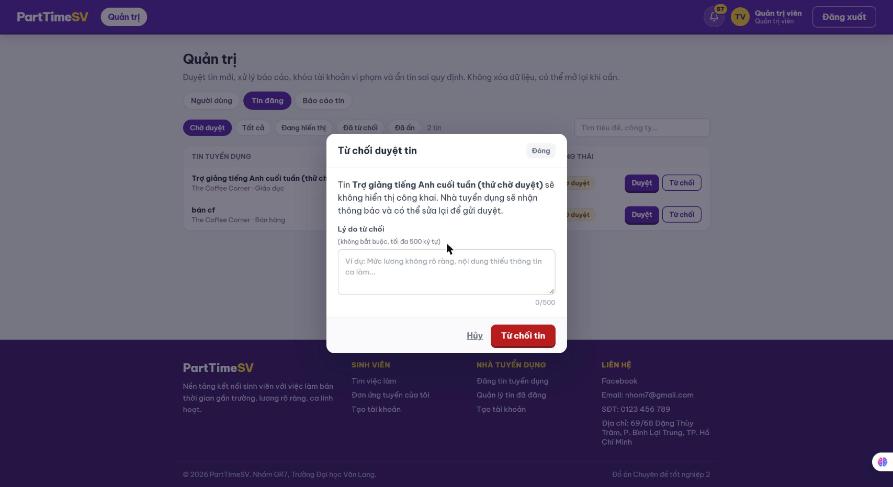 PartTimeSV
Quản trị
57
TV
Quản trị viên
Quản trị viên
Đăng xuất
Quản trị
Duyệt tin mới, xử lý báo cáo, khóa tài khoản vi phạm và ẩn tin sai quy định. Không xóa dữ liệu, có thể mở lại khi cần.
Người dùng
Tin đăng
Báo cáo tin
Chờ duyệt
Tất cả
Đang hiển thị
Đã từ chối
Đã ẩn
2 tin
Tìm tiêu đề, công ty...
TIN TUYỂN DỤNG
Trợ giảng tiếng Anh cuối tuần (thử
The Coffee Corner · Giáo dục
duyệt
Duyệt
Từ chối
bán cf
The Coffee Corner · Bán hàng
duyệt
Duyệt
Từ chối
Từ chối duyệt tin
Đóng
Tin Trợ giảng tiếng Anh cuối tuần (thử chờ duyệt) sẽ
không hiển thị công khai. Nhà tuyển dụng sẽ nhận
thông báo và có thể sửa lại để gửi duyệt.
Lý do từ chối
(không bắt buộc, tối đa 500 ký tự)
Ví dụ: Mức lương không rõ ràng, nội dung thiếu thông tin
ca làm...
0/500
Hủy
Từ chối tin
PartTimeSV
Nền tảng kết nối sinh viên với việc làm bán
thời gian gần trường, lương rõ ràng, ca linh
hoạt.
SINH VIÊN
Tìm việc làm
Đơn ứng tuyển của tôi
Tạo tài khoản
NHÀ TUYỂN DỤNG
Đăng tin tuyển dụng
Quản lý tin đã đăng
Tạo tài khoản
LIÊN HỆ
Facebook
Email: nhom7@gmail.com
SĐT: 0123 456 789
Địa chỉ: 69/68 Đặng Thùy
Trâm, P. Bình Lợi Trung, TP. Hồ
Chí Minh
© 2026 PartTimeSV. Nhóm GR7, Trường Đại học Văn Lang.
Đồ án Chuyên đề tốt nghiệp 2